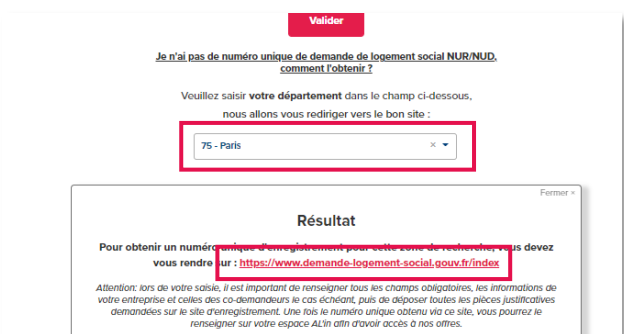 Valider
Je n'ai pas de numéro unique de demande de logement social NUR/NUD,
comment l'obtenir ?
Veuillez saisir votre département dans le champ ci-dessous,
nous allons vous rediriger vers le bon site :
75 - Paris ×
Fermer ×
Résultat
Pour obtenir un numéro unique d'enregistrement pour cette zone de recherche, vous devez
vous rendre sur : https://www.demande-logement-social.gouv.fr/index
Attention: lors de votre saisie, il est important de renseigner tous les champs obligatoires, les informations de
votre entreprise et celles des co-demandeurs le cas échéant, puis de déposer toutes les pièces justificatives
demandées sur le site d'enregistrement. Une fois le numéro unique obtenu via ce site, vous pourrez le
renseigner sur votre espace AL'in afin d'avoir accès à nos offres.